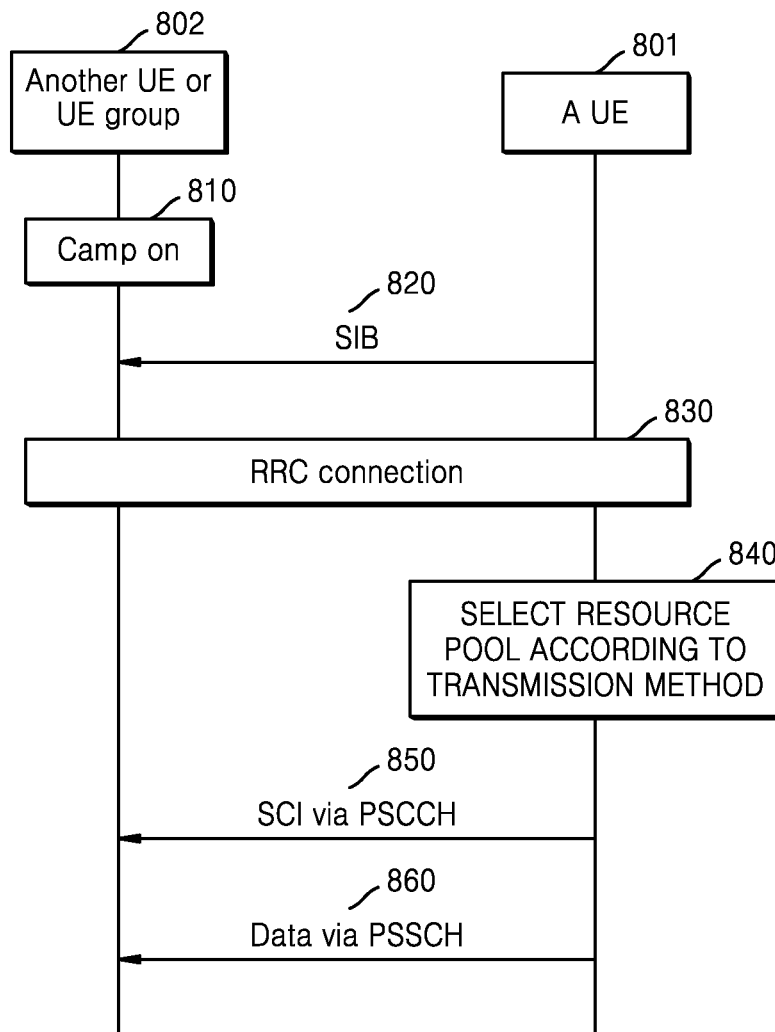 802
801
Another UE or
UE group
A UE
810
Camp on
820
SIB
830
RRC connection
840
SELECT RESOURCE
POOL ACCORDING TO
TRANSMISSION METHOD
850
SCI via PSCCH
860
Data via PSSCH